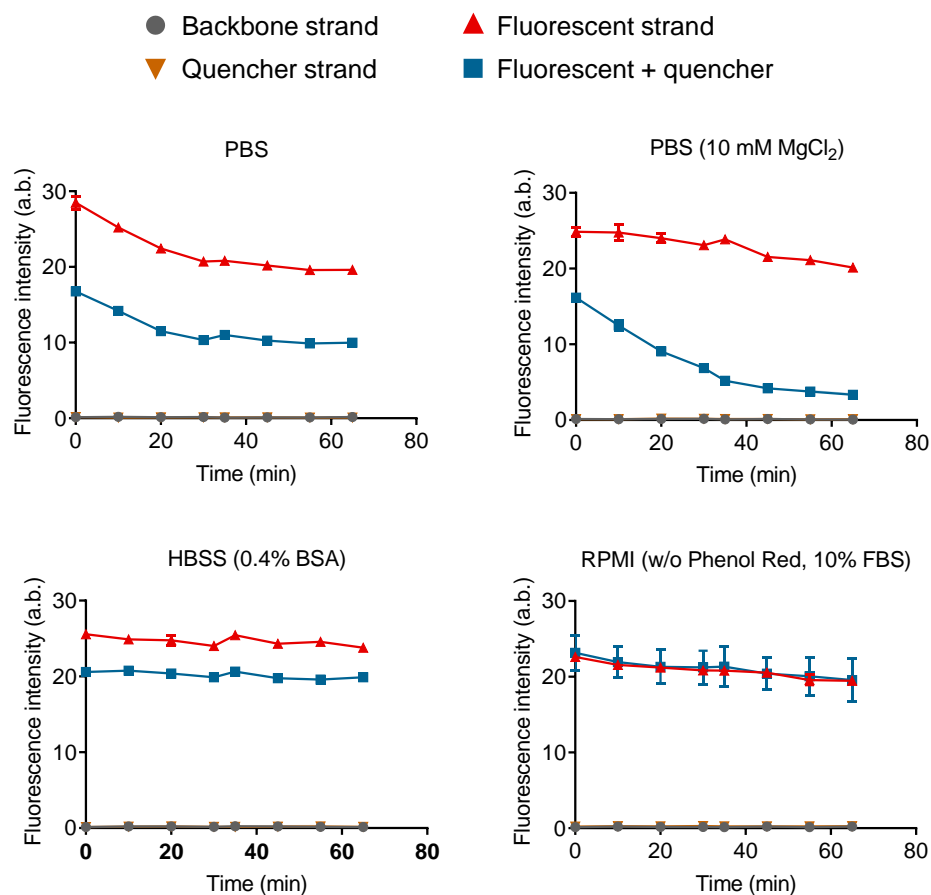 Backbone strand
Fluorescent strand
Quencher strand
Fluorescent + quencher
PBS
Fluorescence intensity (a.b.)
30
20
10
0
0 20 40 60 80
Time (min)
PBS (10 mM MgCl₂)
Fluorescence intensity (a.b.)
30
20
10
0
0 20 40 60 80
Time (min)
HBSS (0.4% BSA)
Fluorescence intensity (a.b.)
30
20
10
0
0 20 40 60 80
Time (min)
RPMI (w/o Phenol Red, 10% FBS)
Fluorescence intensity (a.b.)
30
20
10
0
0 20 40 60 80
Time (min)